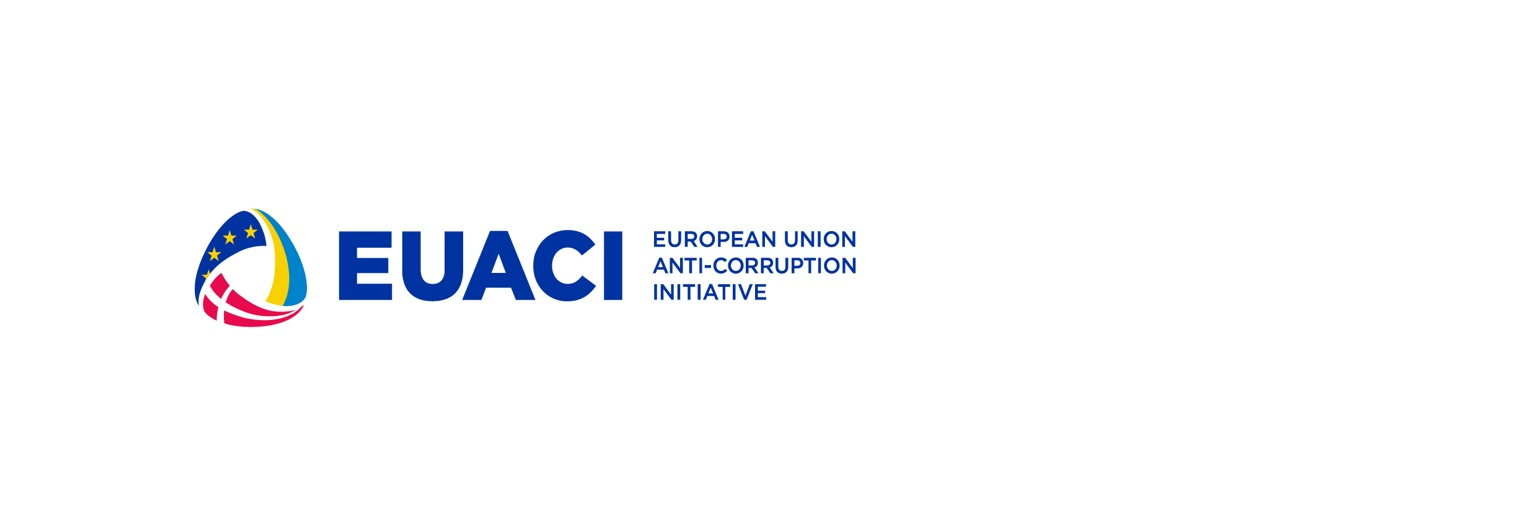 EUACI
EUROPEAN UNION
ANTI-CORRUPTION
INITIATIVE